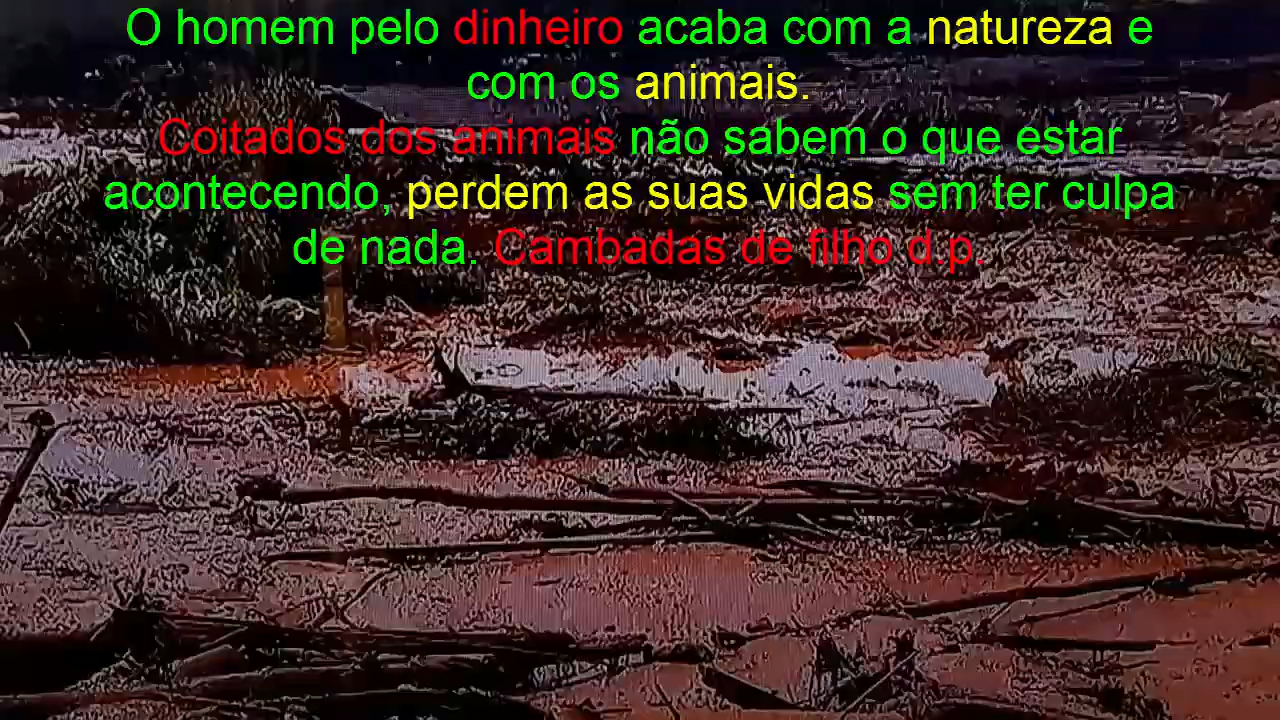 O homem pelo dinheiro acaba com a natureza e
com os animais.
Coitados dos animais não sabem o que estar
acontecendo, perdem as suas vidas sem ter culpa
de nada. Cambadas de filho d.p.